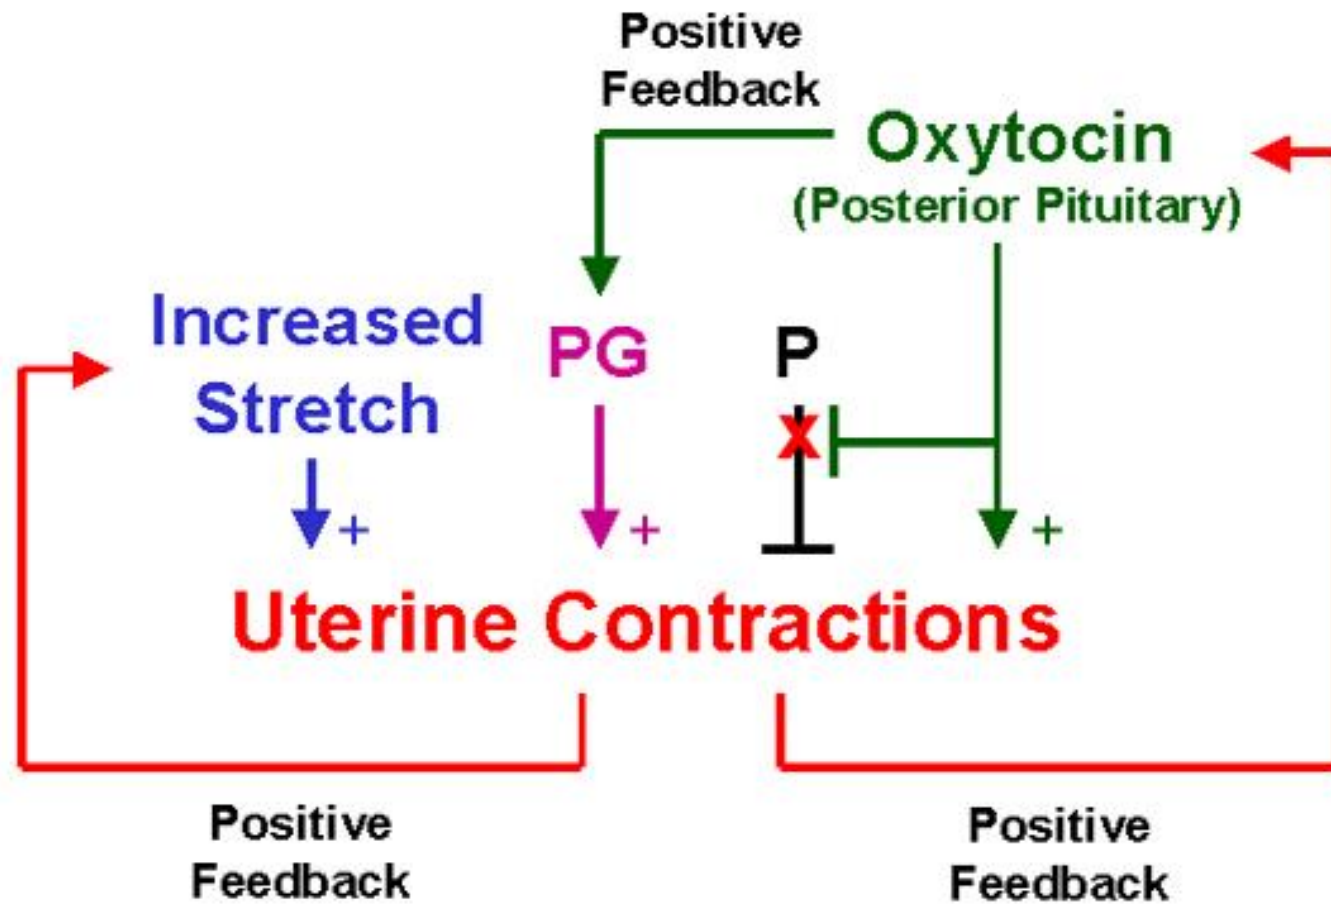 Positive
Feedback
Oxytocin
(Posterior Pituitary)
Increased
Stretch
PG
P
X
+
+
+
Uterine Contractions
Positive
Feedback
Positive
Feedback